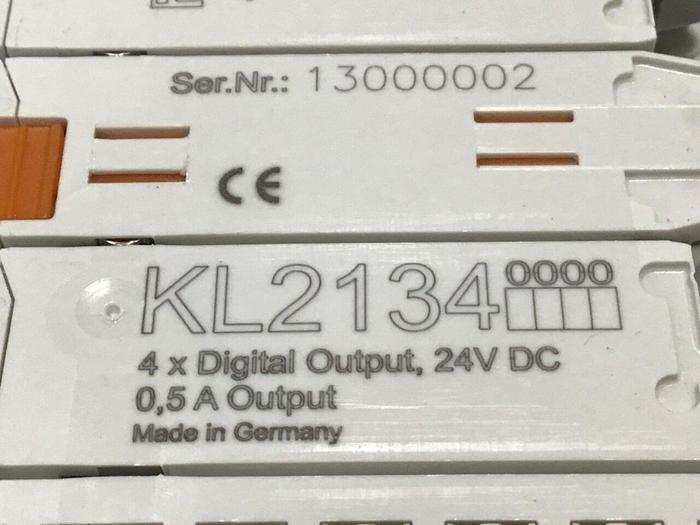 Ser.Nr.: 13000002
CE
KL2134 0000
4 x Digital Output, 24V DC
0,5 A Output
Made in Germany